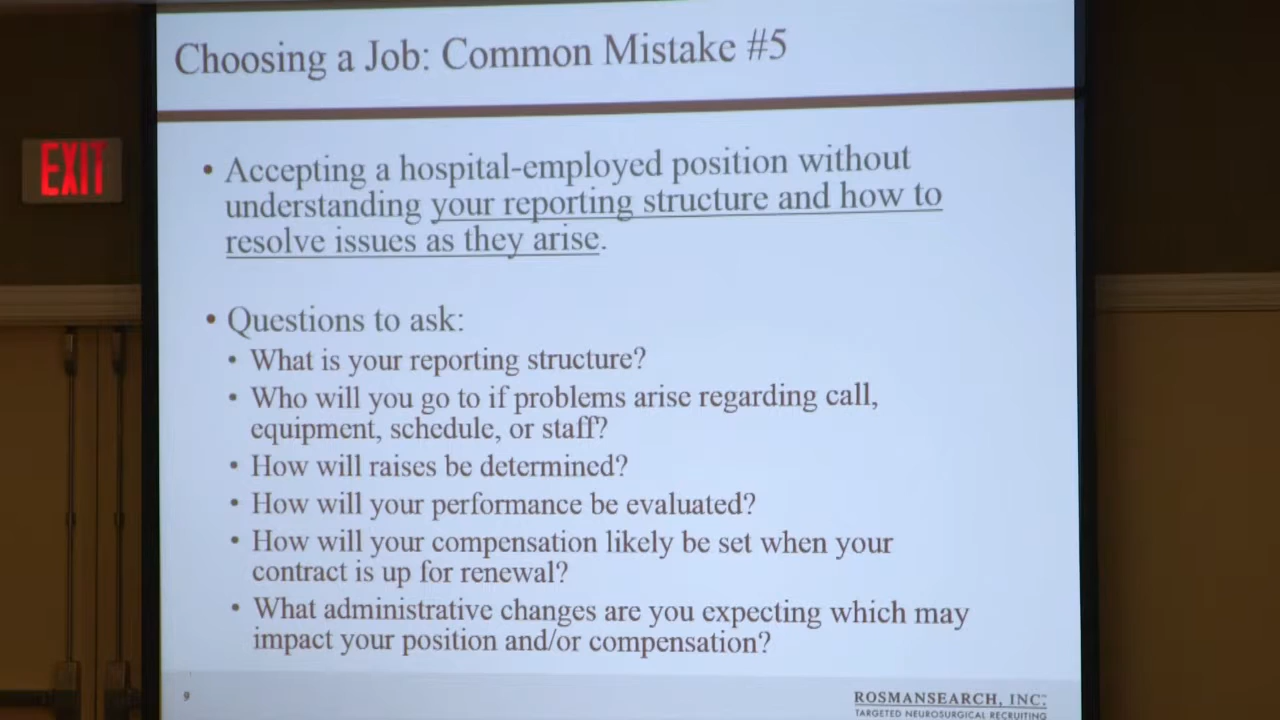 Choosing a Job: Common Mistake #5
EXIT
• Accepting a hospital-employed position without
understanding your reporting structure and how to
resolve issues as they arise.
• Questions to ask:
• What is your reporting structure?
• Who will you go to if problems arise regarding call,
equipment, schedule, or staff?
• How will raises be determined?
• How will your performance be evaluated?
• How will your compensation likely be set when your
contract is up for renewal?
• What administrative changes are you expecting which may
impact your position and/or compensation?
9
ROSMANSEARCH, INC.
TARGETED NEUROSURGICAL RECRUITING